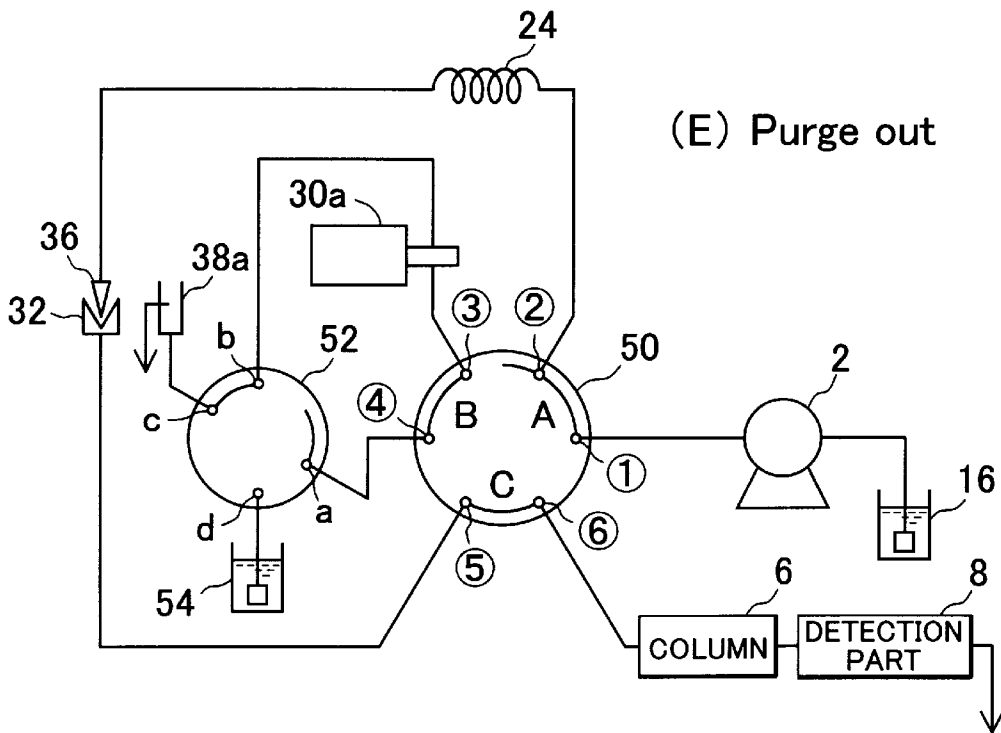 24
(E) Purge out
30a
36
38a
32
③
②
b
52
50
2
c
④
B
A
①
a
C
16
d
⑤
⑥
54
6
8
COLUMN
DETECTION
PART